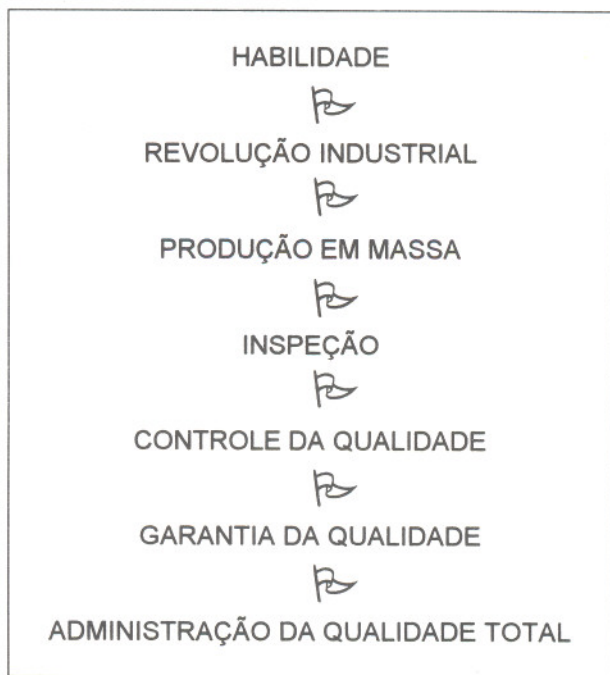 HABILIDADE
REVOLUÇÃO INDUSTRIAL
PRODUÇÃO EM MASSA
INSPEÇÃO
CONTROLE DA QUALIDADE
GARANTIA DA QUALIDADE
ADMINISTRAÇÃO DA QUALIDADE TOTAL